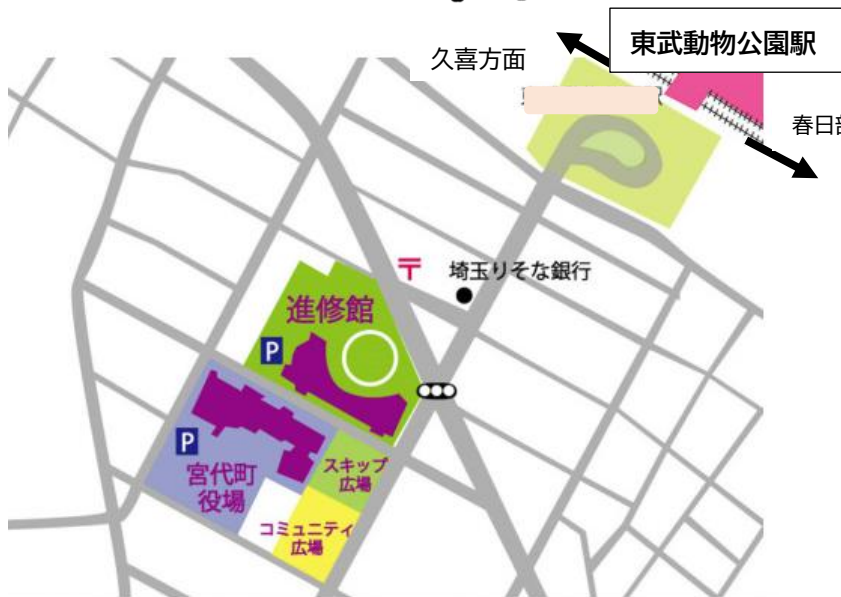 東武動物公園駅
久喜方面
春日部
〒
埼玉りそな銀行
進修館
P
P
宮代町
役場
スキップ
広場
コミュニティ
広場